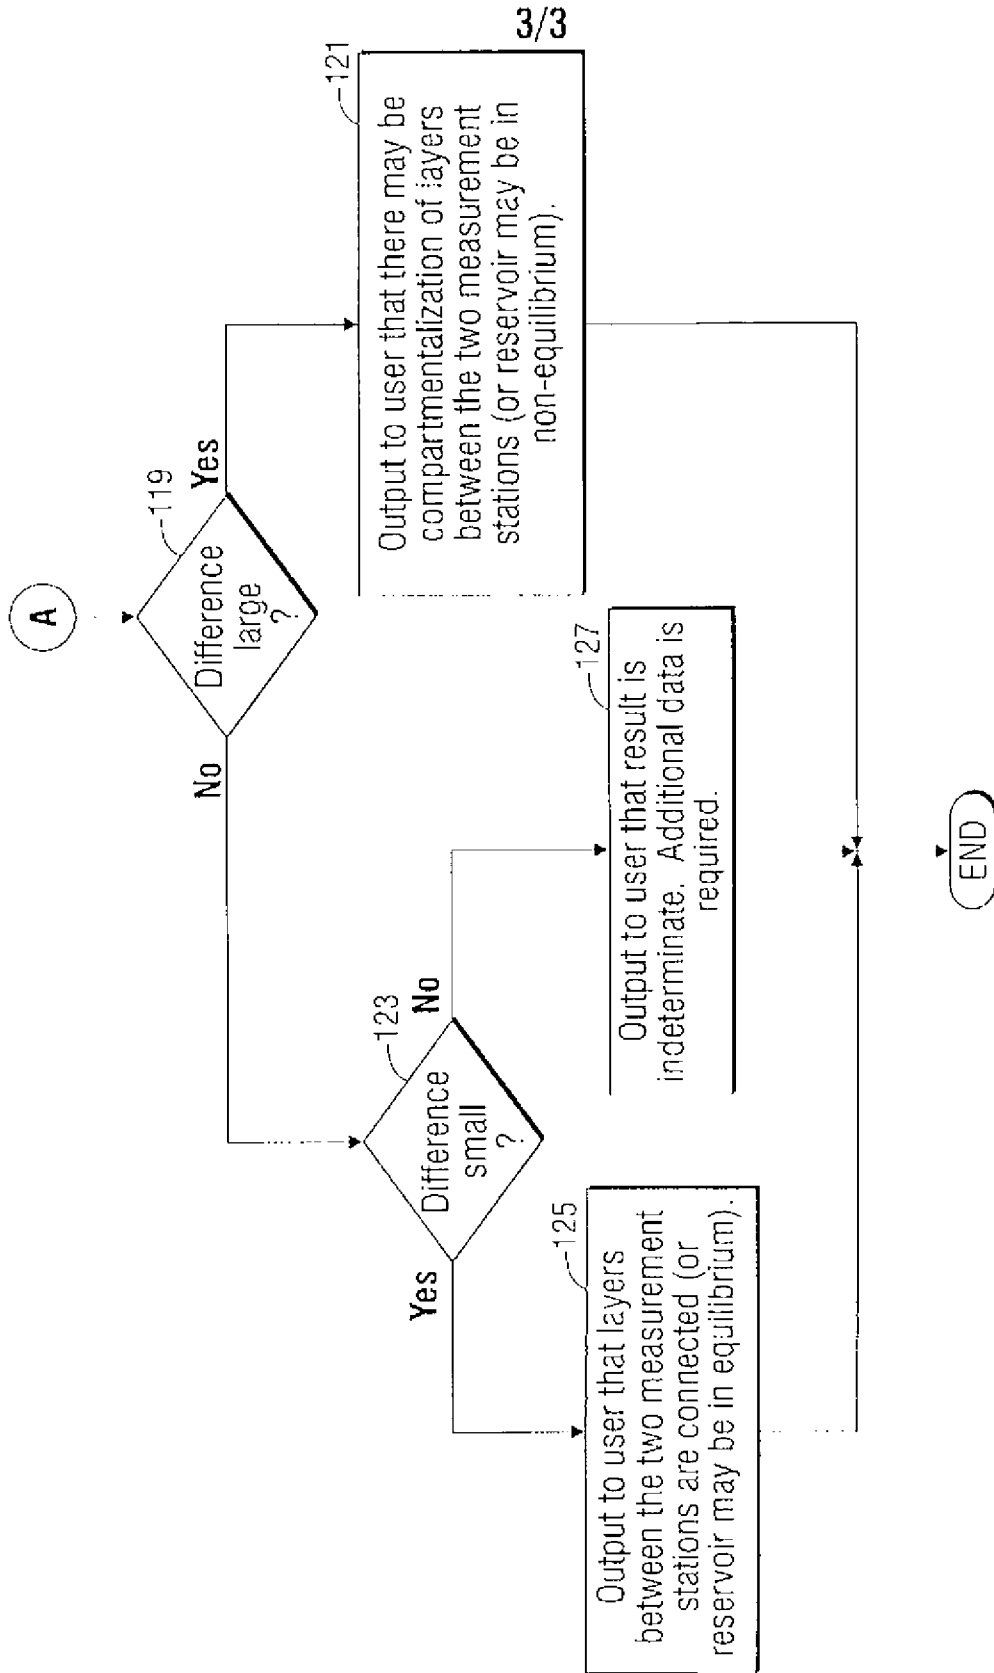 3/3
A
119
Difference
large
?
Yes
No
121
Output to user that there may be
compartmentalization of layers
between the two measurement
stations (or reservoir may be in
non-equilibrium).
123
Difference
small
?
Yes
No
125
Output to user that layers
between the two measurement
stations are connected (or
reservoir may be in equilibrium).
127
Output to user that result is
indeterminate. Additional data is
required.
END